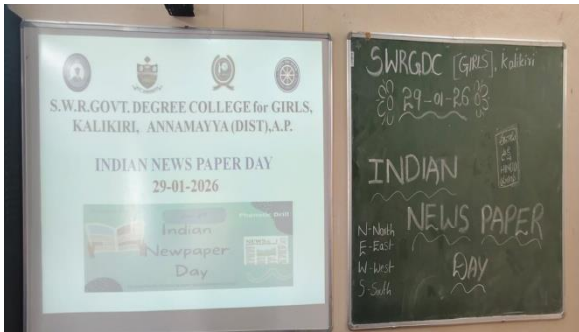 S.W.R.GOVT. DEGREE COLLEGE for GIRLS,
KALIKIRI, ANNAMAYYA (DIST),A.P.
INDIAN NEWS PAPER DAY
29-01-2026
Indian
Newpaper
Day
SWRGDC [GIRLS], Kalikiri
29-01-26
INDIAN
NEWS PAPER
DAY
N-North
E-East
W-West
S-South